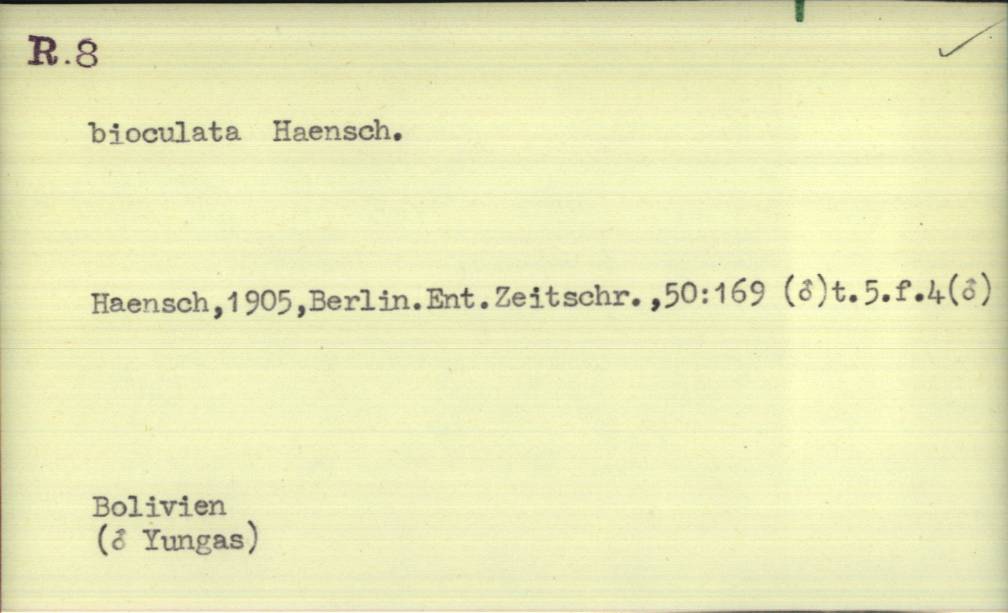 R.8
bioculata Haensch.
Haensch,1905,Berlin.Ent.Zeitschr.,50:169 (♂)t.5.f.4(♂)
Bolivien
(♂ Yungas)